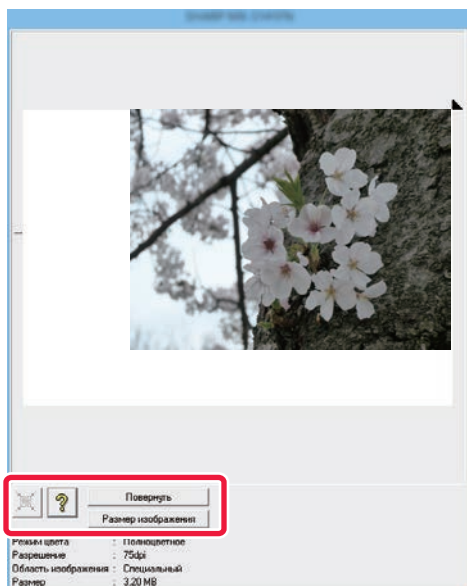 ?
Повернуть
Размер изображения
Режим цвета : Полноцветное
Разрешение : 75dpi
Область изображения : Специальный
Размер : 3.20 MB